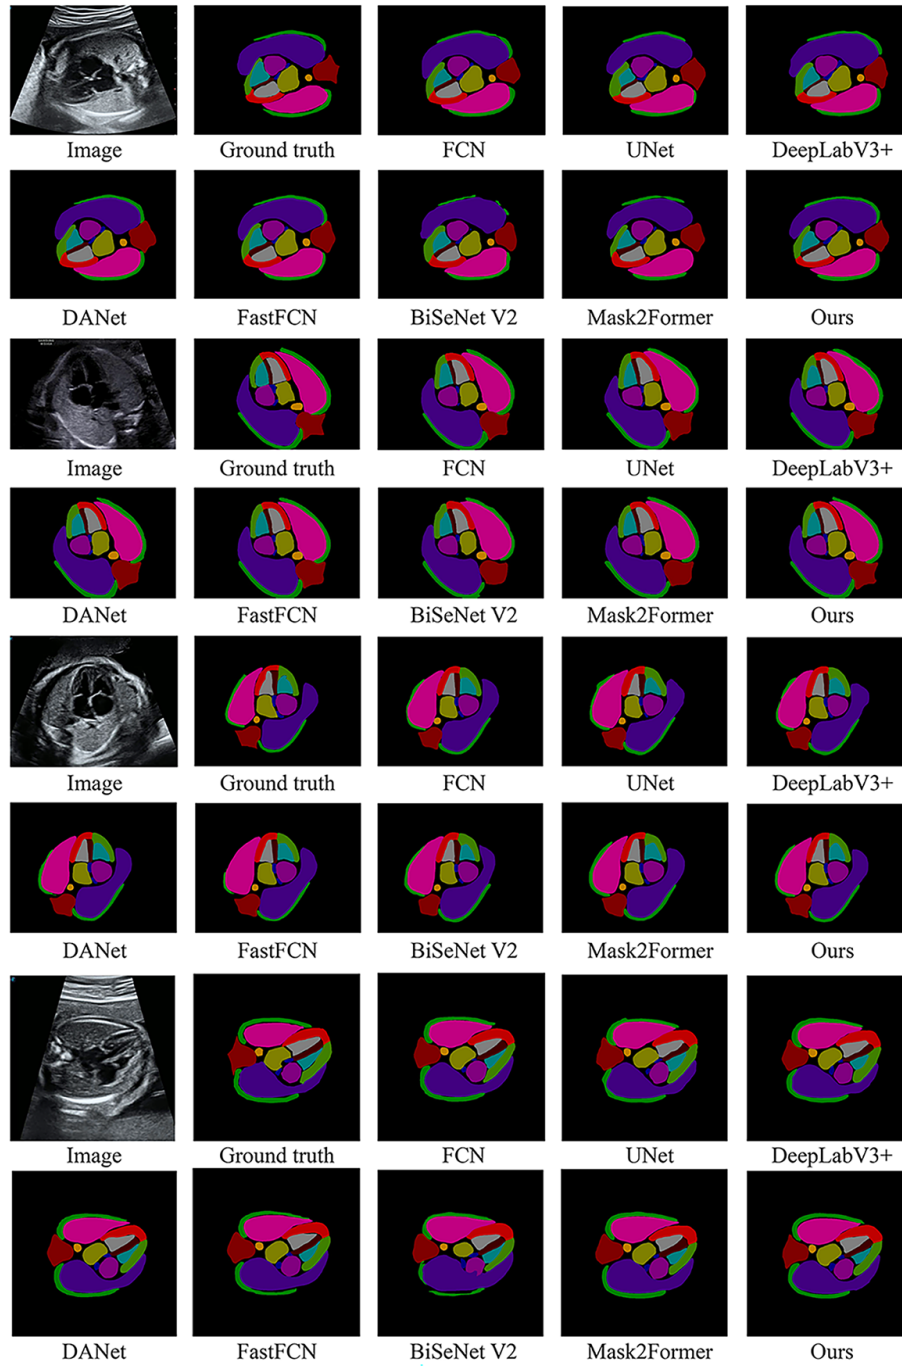 Image Ground truth FCN UNet DeepLabV3+
DANet FastFCN BiSeNet V2 Mask2Former Ours
Image Ground truth FCN UNet DeepLabV3+
DANet FastFCN BiSeNet V2 Mask2Former Ours
Image Ground truth FCN UNet DeepLabV3+
DANet FastFCN BiSeNet V2 Mask2Former Ours
Image Ground truth FCN UNet DeepLabV3+
DANet FastFCN BiSeNet V2 Mask2Former Ours